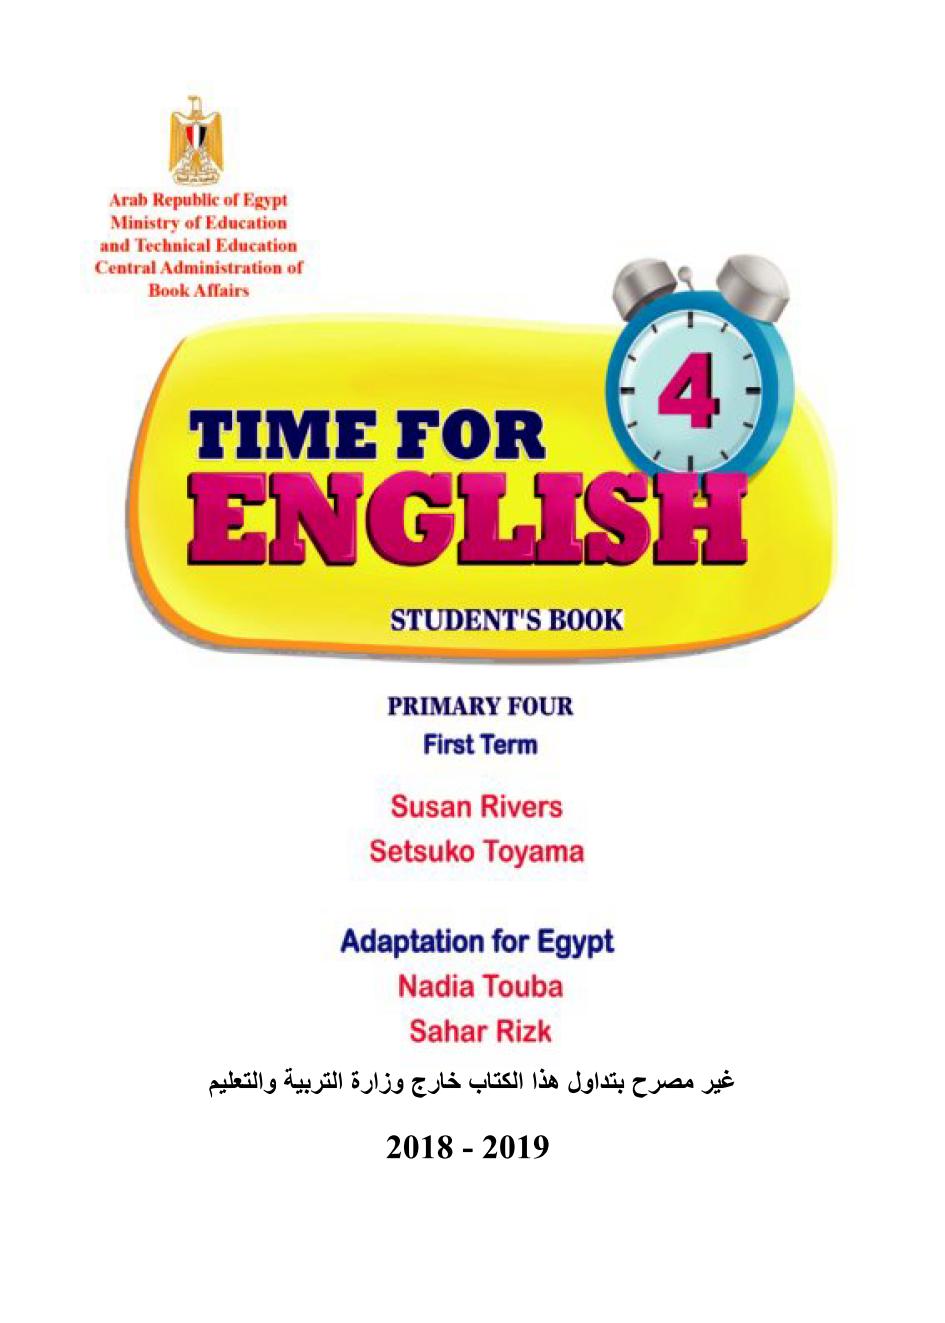 Arab Republic of Egypt
Ministry of Education
and Technical Education
Central Administration of
Book Affairs
4
TIME FOR
ENGLISH
STUDENT'S BOOK
PRIMARY FOUR
First Term
Susan Rivers
Setsuko Toyama
Adaptation for Egypt
Nadia Touba
Sahar Rizk
غير مصرح بتداول هذا الكتاب خارج وزارة التربية والتعليم
2018 - 2019